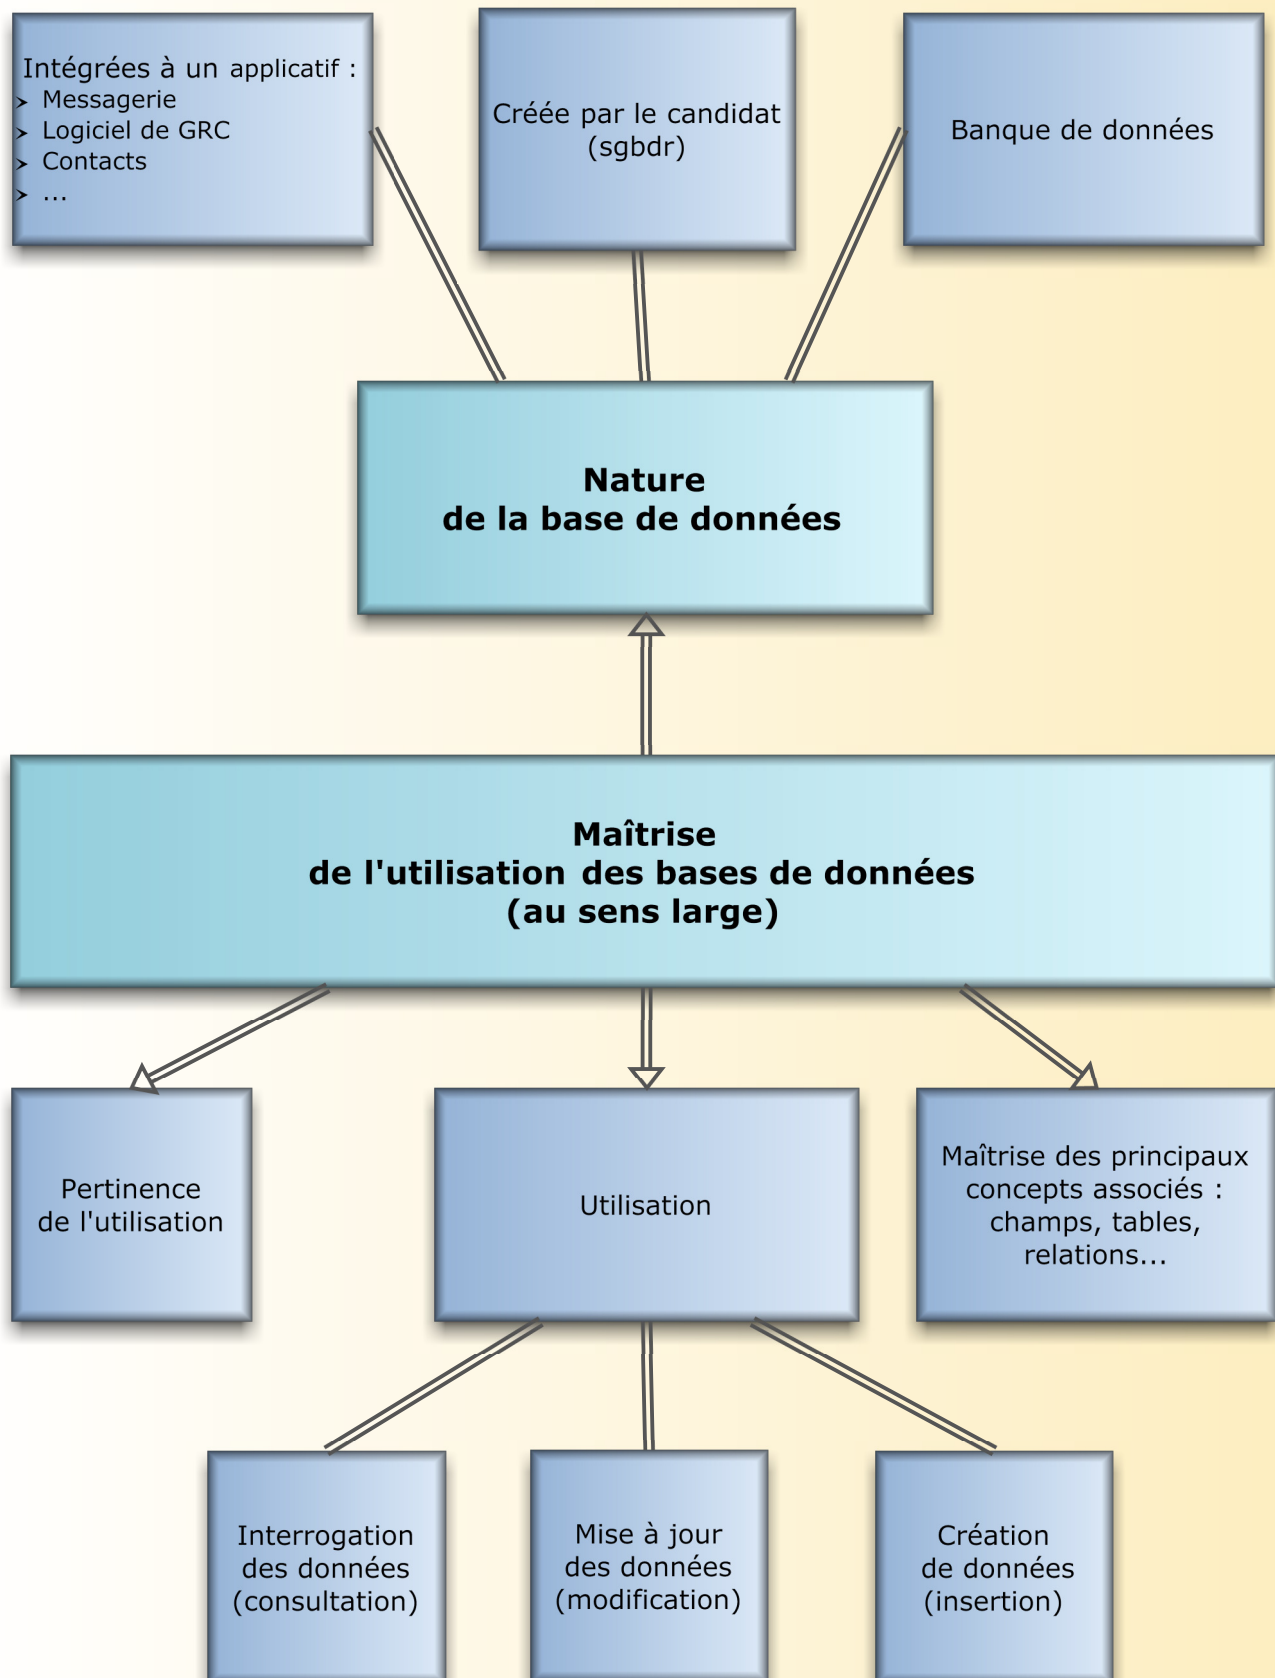 Intégrées à un applicatif :
➢ Messagerie
➢ Logiciel de GRC
➢ Contacts
➢ ...
Créée par le candidat
(sgbdr)
Banque de données
Nature
de la base de données
Maîtrise
de l'utilisation des bases de données
(au sens large)
Pertinence
de l'utilisation
Utilisation
Maîtrise des principaux
concepts associés :
champs, tables,
relations...
Interrogation
des données
(consultation)
Mise à jour
des données
(modification)
Création
de données
(insertion)